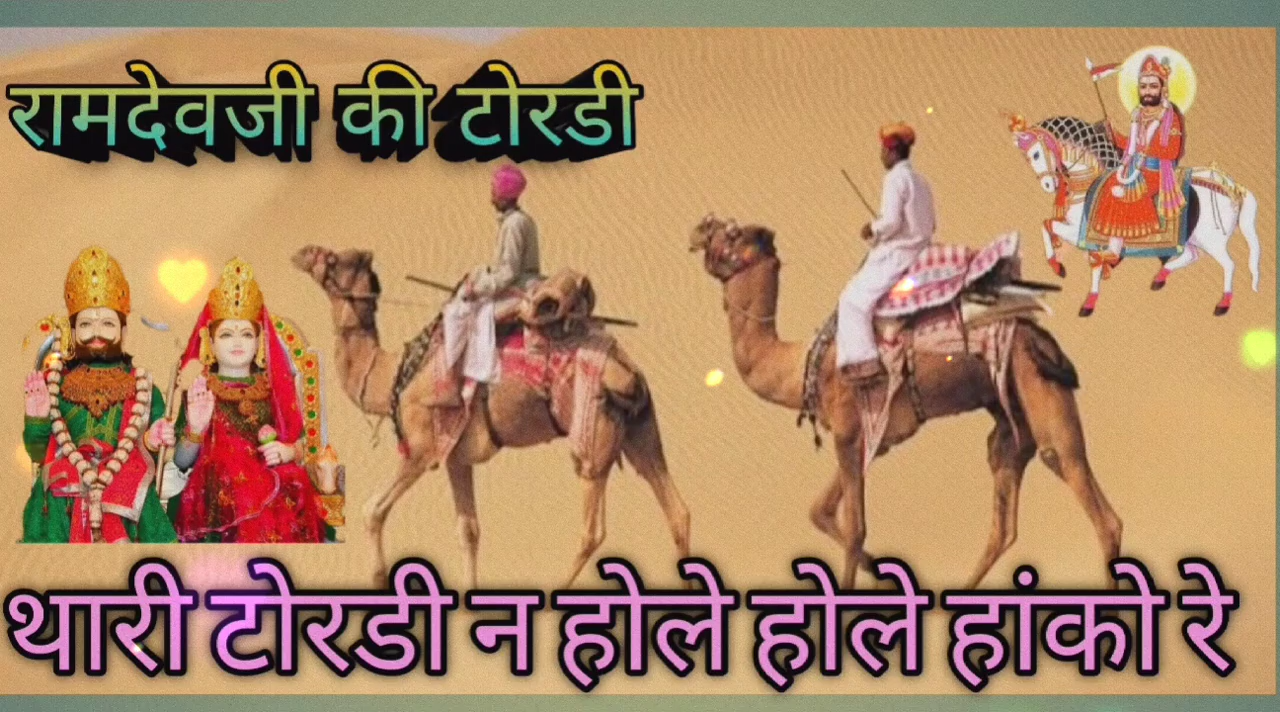 रामदेवजी की टोरडी
थारी टोरडी न होले होले हांको रे